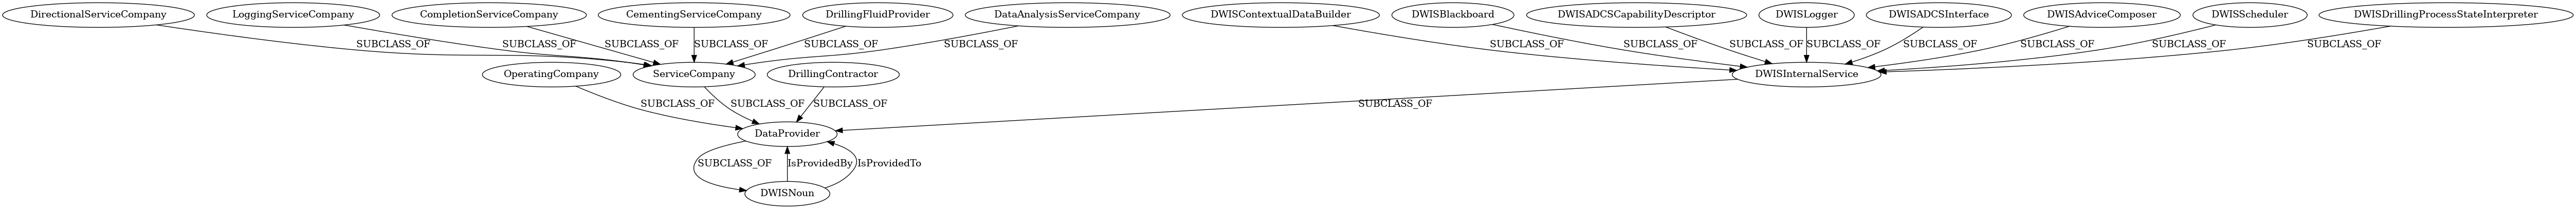 DirectionalServiceCompany LoggingServiceCompany CompletionServiceCompany CementingServiceCompany DrillingFluidProvider DataAnalysisServiceCompany DWISContextualDataBuilder DWISBlackboard DWISADCSCapabilityDescriptor DWISLogger DWISADCSInterface DWISAdviceComposer DWISScheduler DWISDrillingProcessStateInterpreter
SUBCLASS_OF SUBCLASS_OF SUBCLASS_OF SUBCLASS_OF SUBCLASS_OF SUBCLASS_OF SUBCLASS_OF SUBCLASS_OF SUBCLASS_OF SUBCLASS_OF SUBCLASS_OF SUBCLASS_OF SUBCLASS_OF SUBCLASS_OF
OperatingCompany ServiceCompany DrillingContractor DWISInternalService
SUBCLASS_OF SUBCLASS_OF SUBCLASS_OF SUBCLASS_OF
DataProvider
SUBCLASS_OF IsProvidedBy IsProvidedTo
DWISNoun